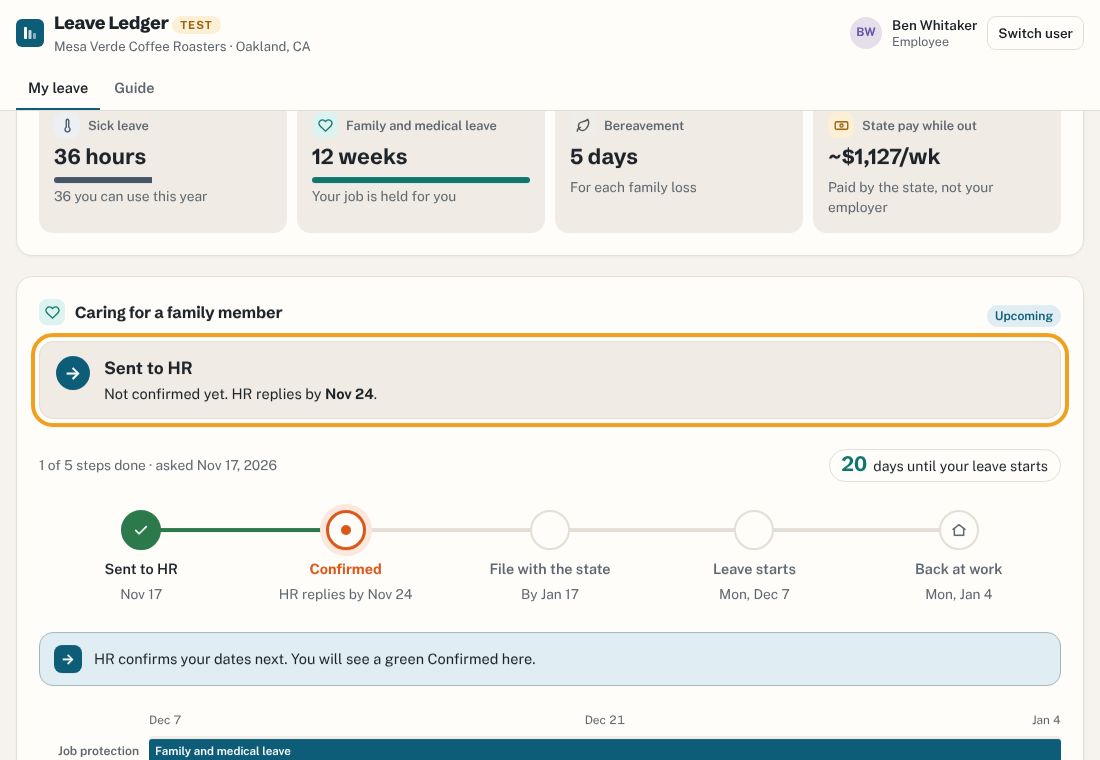 Leave Ledger TEST
Mesa Verde Coffee Roasters · Oakland, CA
BW
Ben Whitaker
Employee
Switch user
My leave
Guide
Sick leave
36 hours
36 you can use this year
Family and medical leave
12 weeks
Your job is held for you
Bereavement
5 days
For each family loss
State pay while out
~$1,127/wk
Paid by the state, not your
employer
Caring for a family member
Upcoming
Sent to HR
Not confirmed yet. HR replies by Nov 24.
1 of 5 steps done · asked Nov 17, 2026
20 days until your leave starts
Sent to HR
Nov 17
Confirmed
HR replies by Nov 24
File with the state
By Jan 17
Leave starts
Mon, Dec 7
Back at work
Mon, Jan 4
HR confirms your dates next. You will see a green Confirmed here.
Dec 7
Dec 21
Jan 4
Job protection
Family and medical leave